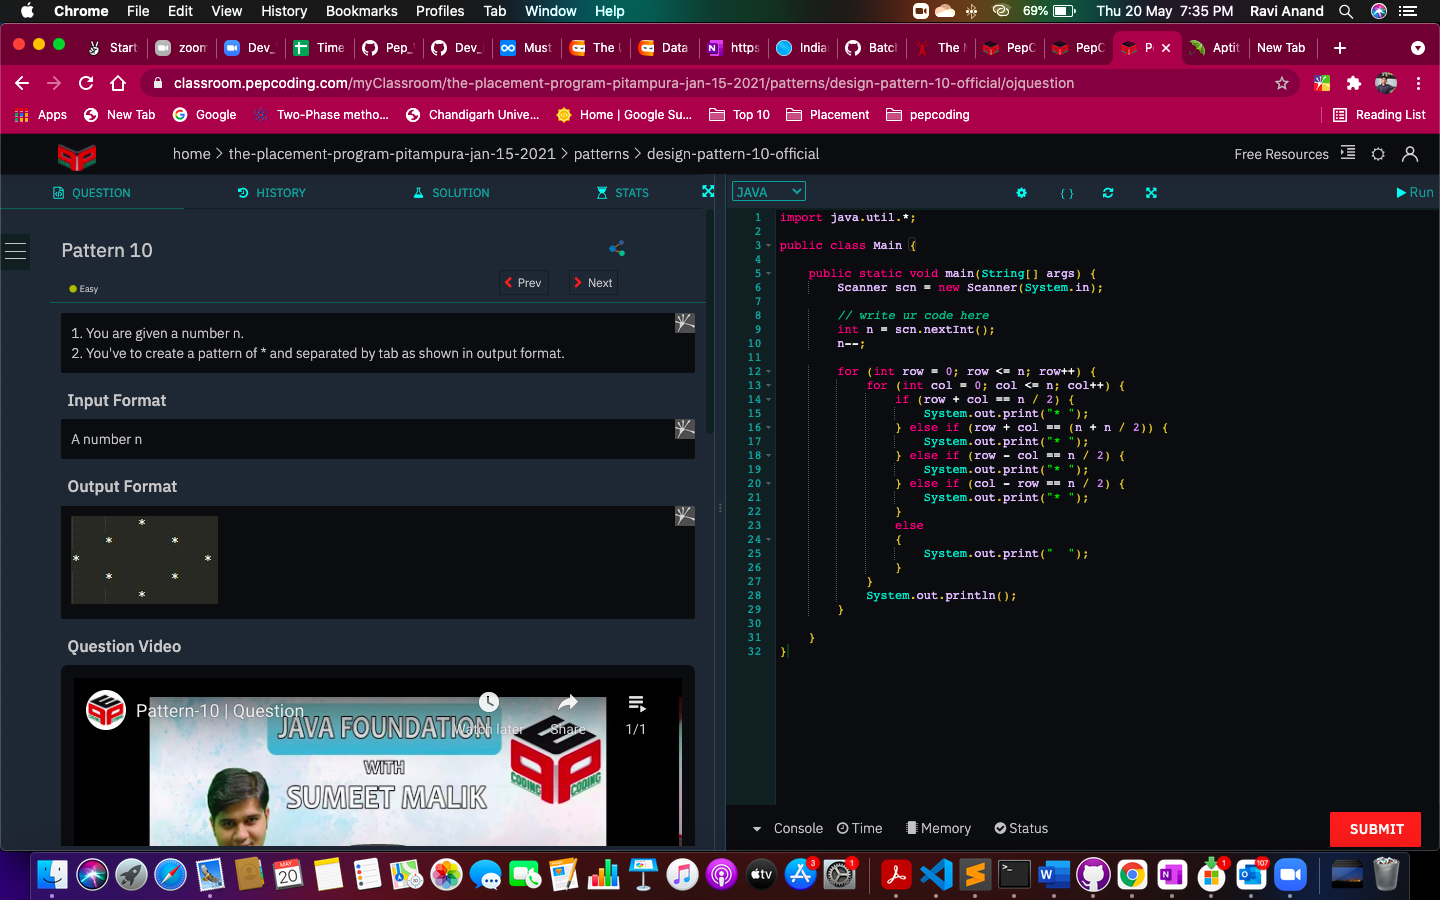 Chrome File Edit View History Bookmarks Profiles Tab Window Help 69% Thu 20 May 7:35 PM Ravi Anand
Start zoom Dev_ Time Pep_ Dev_ Must The Data https India Batch The PepC PepC Aptit New Tab
classroom.pepcoding.com/myClassroom/the-placement-program-pitampura-jan-15-2021/patterns/design-pattern-10-official/ojquestion
Apps New Tab Google Two-Phase metho... Chandigarh Unive... Home | Google Su... Top 10 Placement pepcoding Reading List
home > the-placement-program-pitampura-jan-15-2021 > patterns > design-pattern-10-official Free Resources
QUESTION HISTORY SOLUTION STATS
Pattern 10
Easy
Prev Next
1. You are given a number n.
2. You've to create a pattern of * and separated by tab as shown in output format.
Input Format
A number n
Output Format
*
* *
* *
* *
*
Question Video
Pattern-10 | Question
Watch later Share 1/1
JAVA FOUNDATION
WITH
SUMEET MALIK
CODING PEP CODING
JAVA Run
1 import java.util.*;
2
3 public class Main {
4
5 public static void main(String[] args) {
6 Scanner scn = new Scanner(System.in);
7
8 // write ur code here
9 int n = scn.nextInt();
10 n--;
11
12 for (int row = 0; row <= n; row++) {
13 for (int col = 0; col <= n; col++) {
14 if (row + col == n / 2) {
15 System.out.print("* ");
16 } else if (row + col == (n + n / 2)) {
17 System.out.print("* ");
18 } else if (row - col == n / 2) {
19 System.out.print("* ");
20 } else if (col - row == n / 2) {
21 System.out.print("* ");
22 }
23 else
24 {
25 System.out.print("  ");
26 }
27 }
28 System.out.println();
29 }
30
31 }
32 }
Console Time Memory Status
SUBMIT
MAY
20
tv
3
1
1
1
107